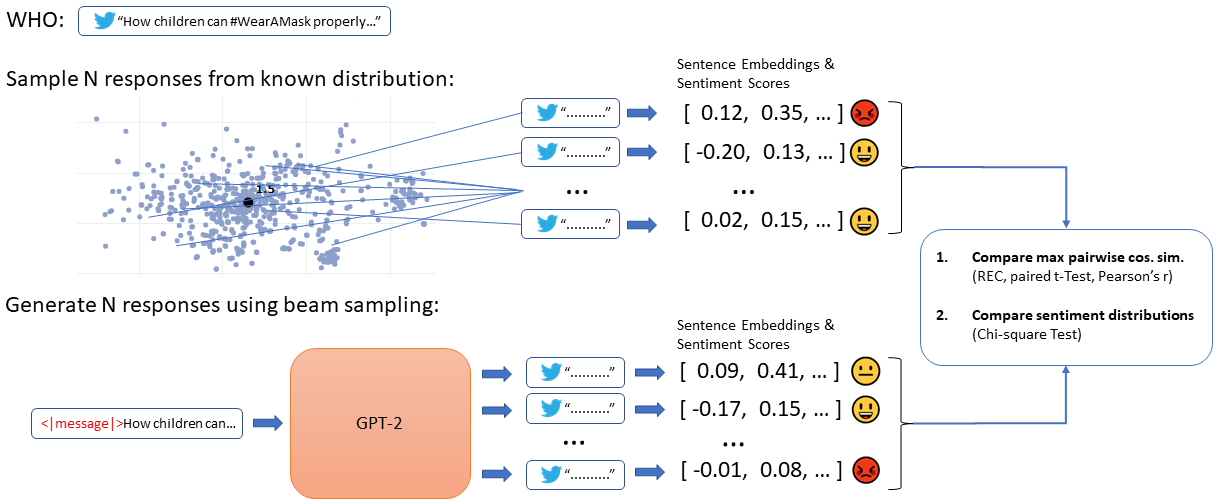 WHO:
“How children can #WearAMask properly…”
Sample N responses from known distribution:
Sentence Embeddings &
Sentiment Scores
1.5
“……….”
[ 0.12, 0.35, … ]
“……….”
[ -0.20, 0.13, … ]
…
…
“……….”
[ 0.02, 0.15, … ]
1. Compare max pairwise cos. sim.
(REC, paired t-Test, Pearson’s r)
2. Compare sentiment distributions
(Chi-square Test)
Generate N responses using beam sampling:
Sentence Embeddings &
Sentiment Scores
<|message|>How children can…
GPT-2
“……….”
[ 0.09, 0.41, … ]
“……….”
[ -0.17, 0.15, … ]
…
…
“……….”
[ -0.01, 0.08, … ]